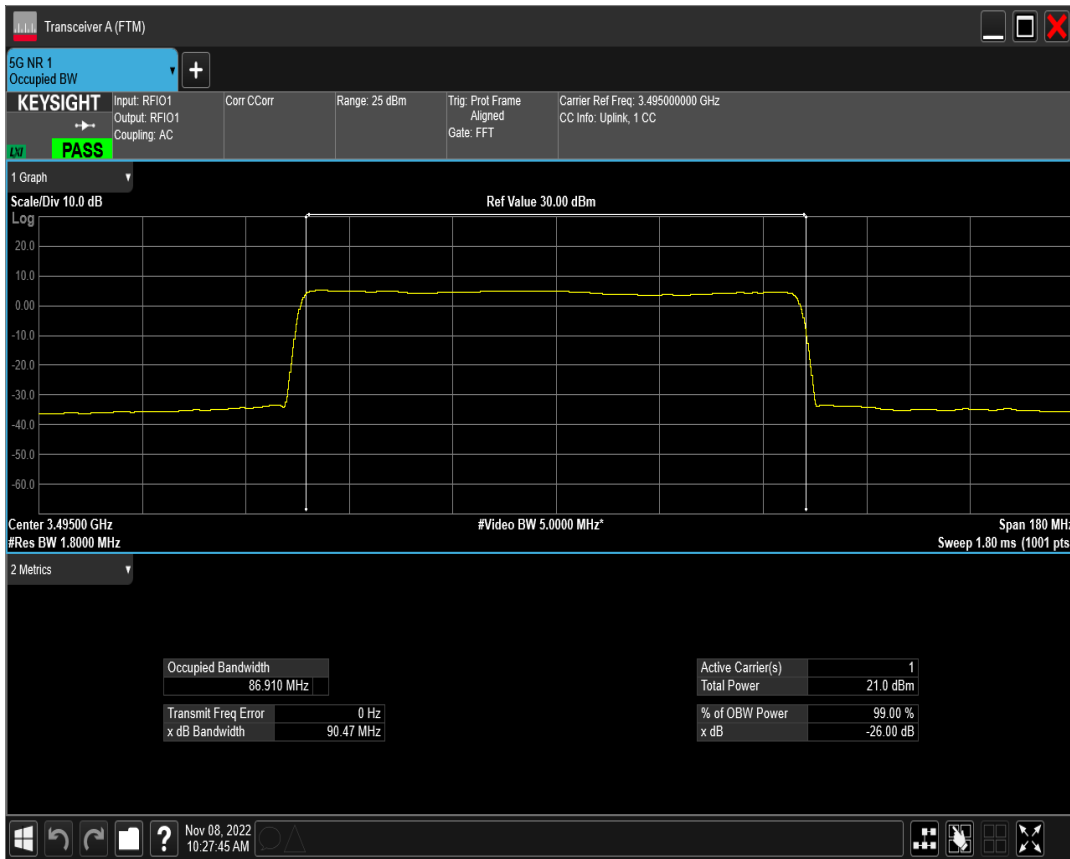 Transceiver A (FTM)
5G NR 1
Occupied BW
+
KEYSIGHT
LXI
PASS
Input: RFIO1
Output: RFIO1
Coupling: AC
Corr CCorr
Range: 25 dBm
Trig: Prot Frame
Aligned
Gate: FFT
Carrier Ref Freq: 3.495000000 GHz
CC Info: Uplink, 1 CC
1 Graph
Scale/Div 10.0 dB
Ref Value 30.00 dBm
Log
20.0
10.0
0.00
-10.0
-20.0
-30.0
-40.0
-50.0
-60.0
Center 3.49500 GHz
#Video BW 5.0000 MHz*
Span 180 MHz
#Res BW 1.8000 MHz
Sweep 1.80 ms (1001 pts
2 Metrics
Occupied Bandwidth
86.910 MHz
Transmit Freq Error 0 Hz
x dB Bandwidth 90.47 MHz
Active Carrier(s) 1
Total Power 21.0 dBm
% of OBW Power 99.00 %
x dB -26.00 dB
?
Nov 08, 2022
10:27:45 AM